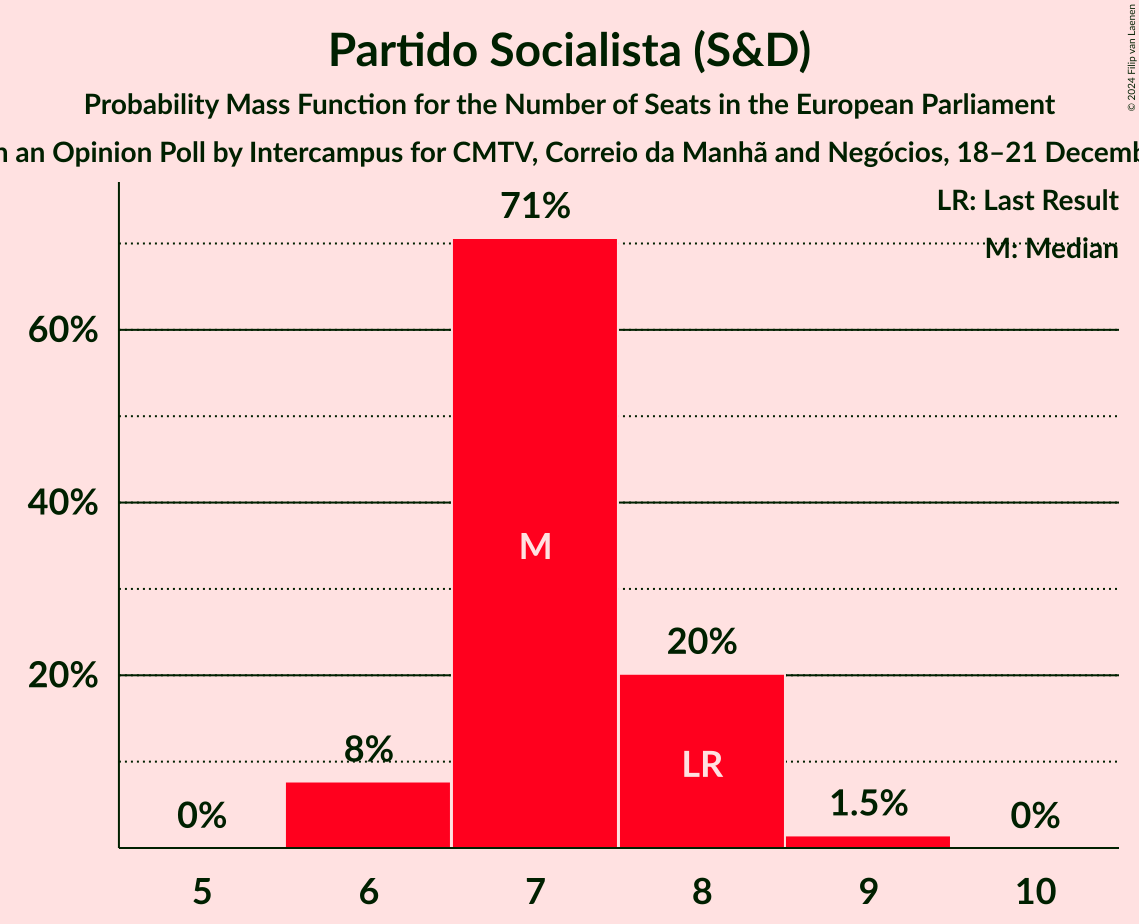 Partido Socialista (S&D)
Probability Mass Function for the Number of Seats in the European Parliament
an Opinion Poll by Intercampus for CMTV, Correio da Manhã and Negócios, 18–21
© 2024 Filip van Laenen
LR: Last Result
M: Median
71%
60%
40%
M
20%
20%
LR
8%
1.5%
0%
0%
5 6 7 8 9 10